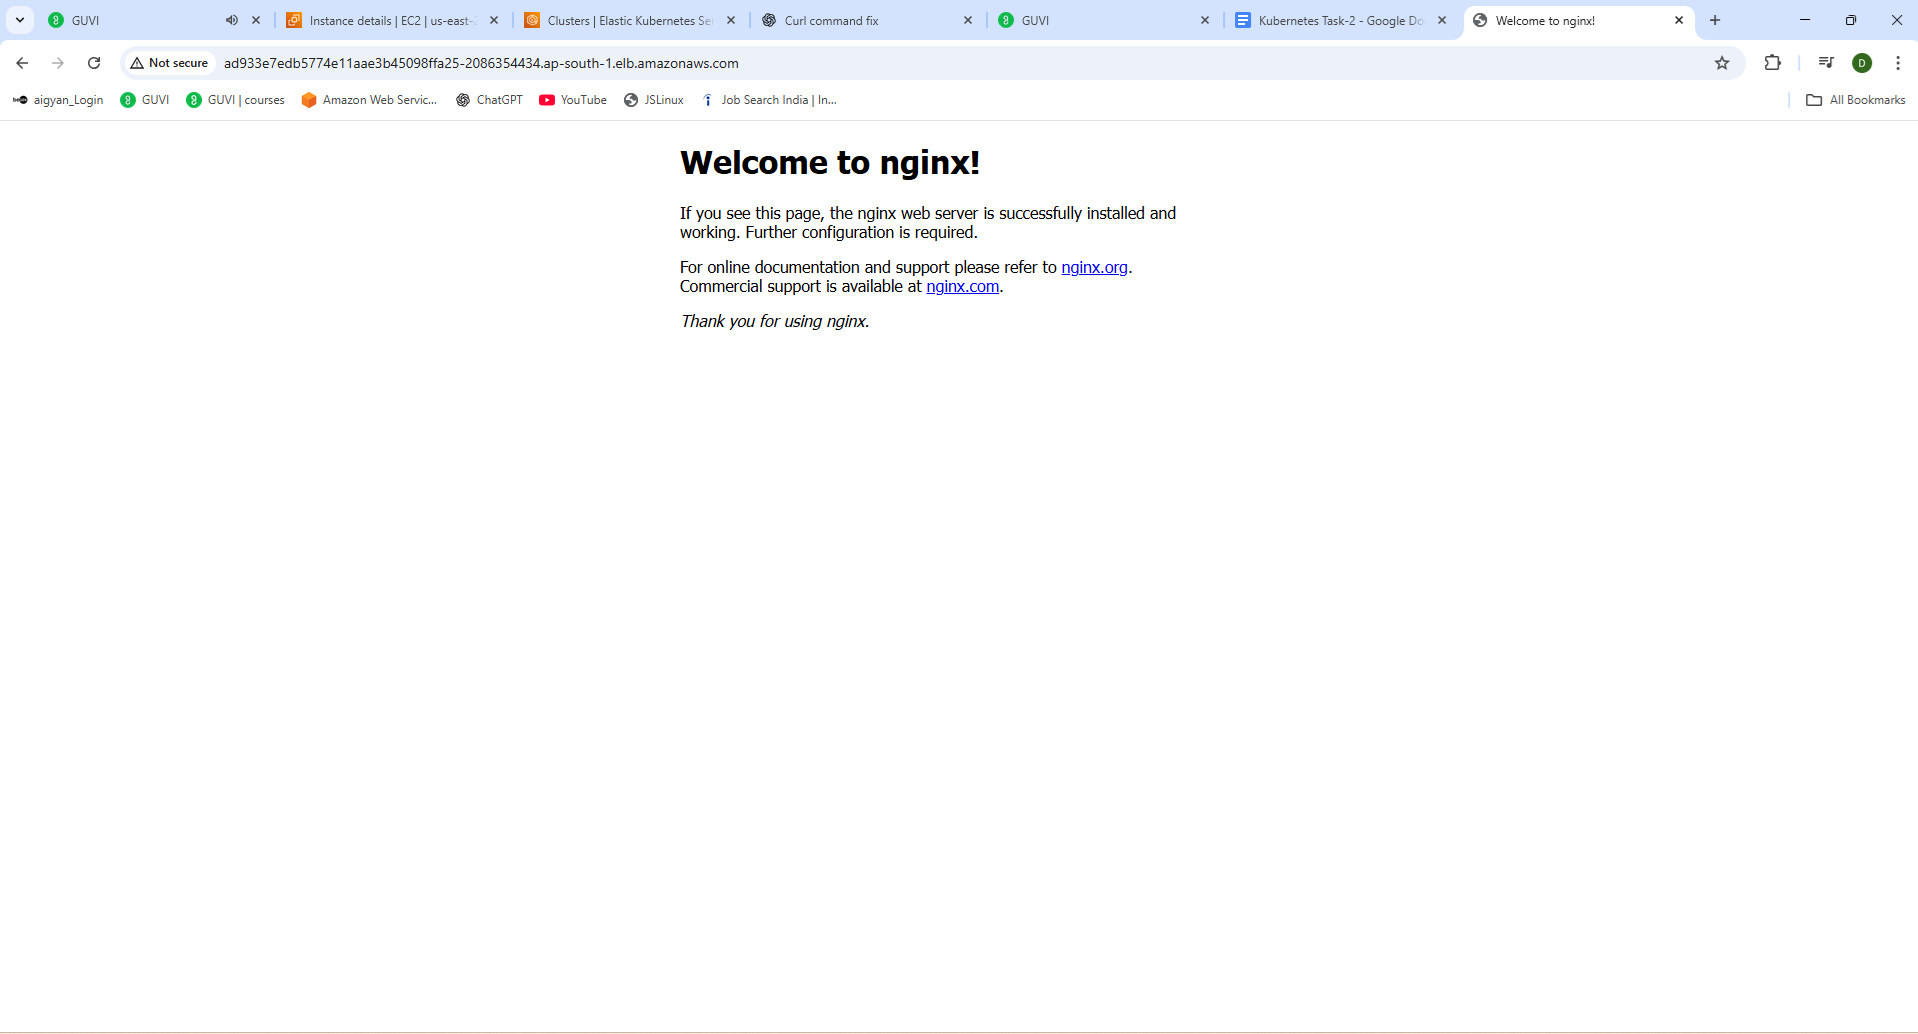 GUVI
Instance details | EC2 | us-east-2
Clusters | Elastic Kubernetes Ser
Curl command fix
GUVI
Kubernetes Task-2 - Google Do
Welcome to nginx!
Not secure
ad933e7edb5774e11aae3b45098ffa25-2086354434.ap-south-1.elb.amazonaws.com
D
aigyan_Login
GUVI
GUVI | courses
Amazon Web Servic...
ChatGPT
YouTube
JSLinux
Job Search India | In...
All Bookmarks
Welcome to nginx!
If you see this page, the nginx web server is successfully installed and
working. Further configuration is required.
For online documentation and support please refer to nginx.org.
Commercial support is available at nginx.com.
Thank you for using nginx.